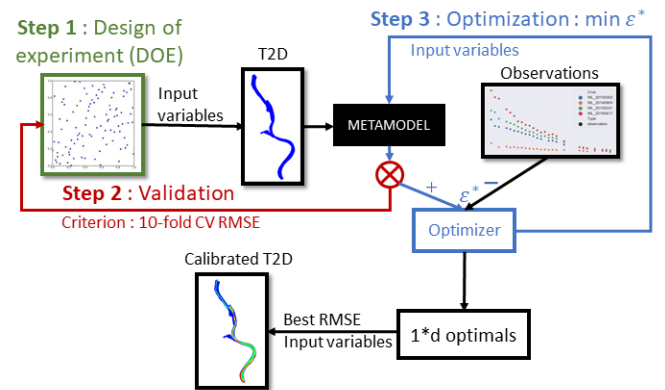 Step 1 : Design of
experiment (DOE)
Step 3 : Optimization : min ε*
Input variables
T2D
Observations
Input
variables
METAMODEL
Step 2 : Validation
Criterion : 10-fold CV RMSE
+
ε*
−
Optimizer
Calibrated T2D
Best RMSE
Input variables
1*d optimals